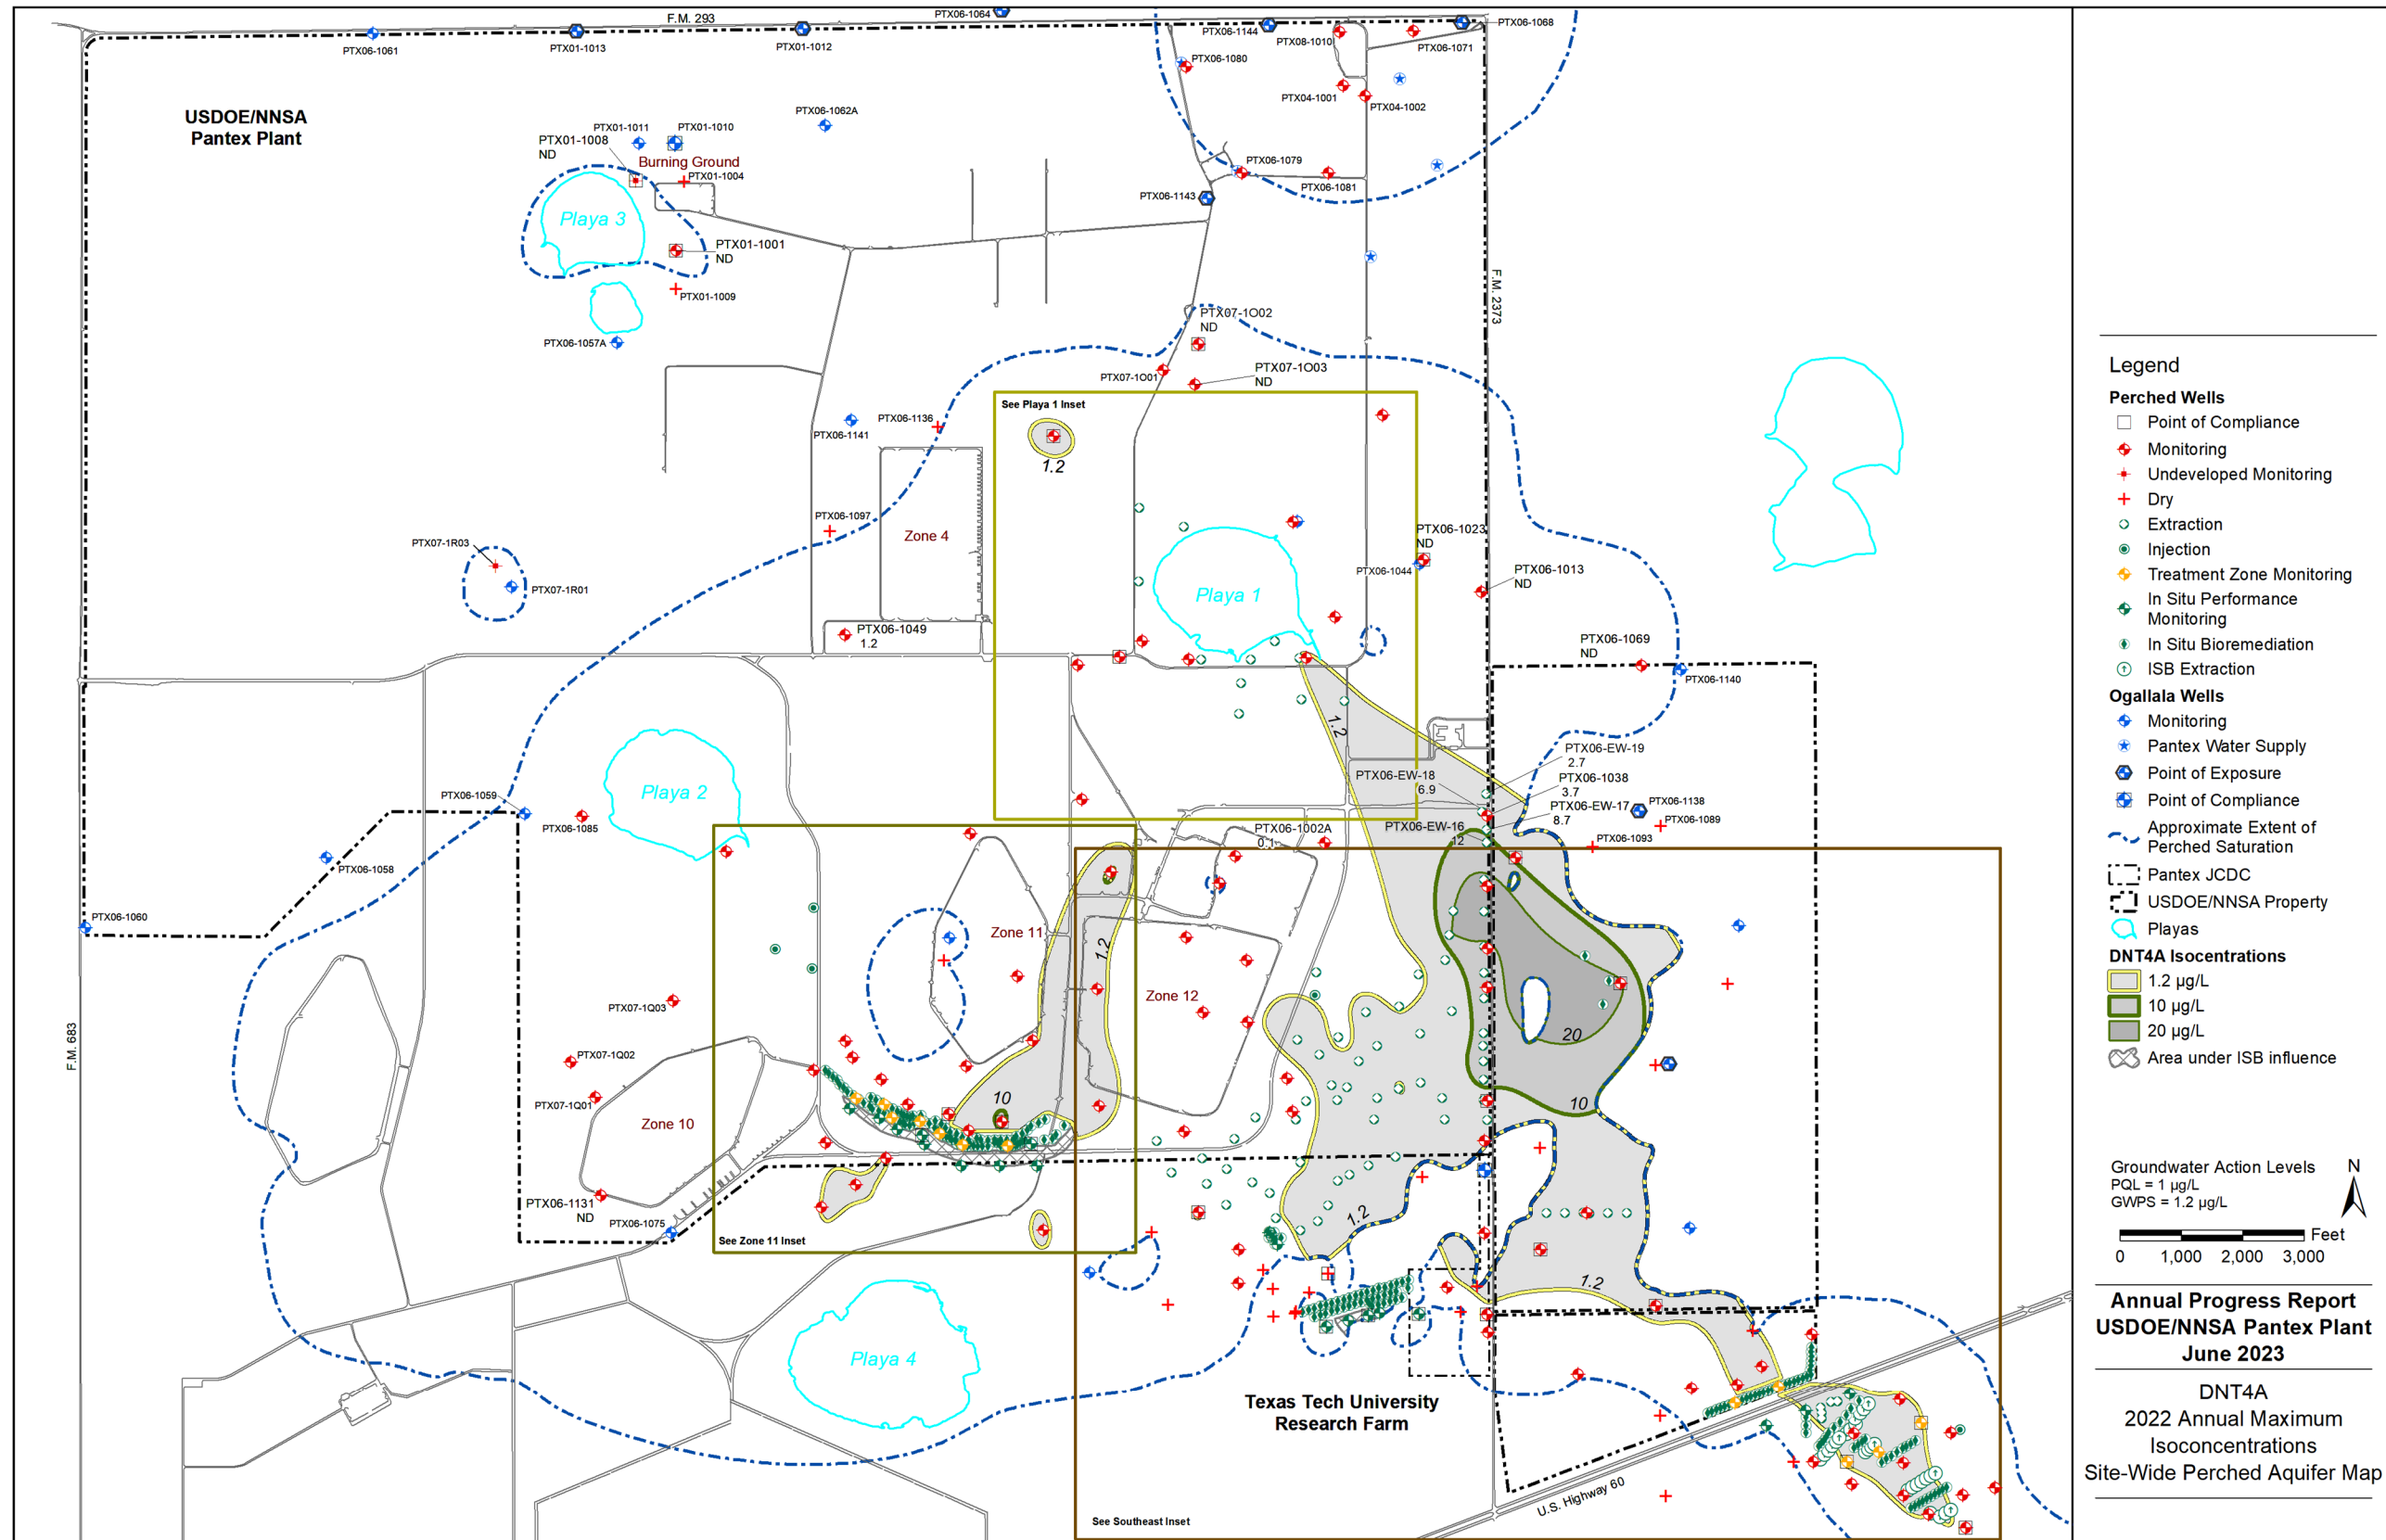 F.M. 293
PTX06-1064
PTX06-1061
PTX01-1013
PTX01-1012
PTX06-1144
PTX08-1010
PTX06-1068
PTX06-1071
PTX06-1080
PTX04-1001
PTX04-1002
USDOE/NNSA
Pantex Plant
PTX06-1062A
PTX01-1011
PTX01-1010
PTX01-1008
ND
Burning Ground
PTX01-1004
PTX06-1079
PTX06-1081
PTX06-1143
Playa 3
PTX01-1001
ND
PTX01-1009
PTX06-1057A
F.M. 2373
PTX07-1O02
ND
PTX07-1O01
PTX07-1O03
ND
See Playa 1 Inset
1.2
PTX06-1136
PTX06-1141
PTX06-1097
Zone 4
PTX07-1R03
PTX07-1R01
PTX06-1023
ND
PTX06-1044
PTX06-1013
ND
Playa 1
PTX06-1049
1.2
PTX06-1069
ND
PTX06-1140
1.2
PTX06-EW-19
2.7
PTX06-EW-18
6.9
PTX06-1038
3.7
PTX06-EW-17
8.7
PTX06-1138
PTX06-1089
PTX06-EW-16
12
PTX06-1093
PTX06-1002A
0.1
Playa 2
PTX06-1059
PTX06-1085
PTX06-1058
PTX06-1060
Zone 11
1.2
Zone 12
PTX07-1Q03
F.M. 683
PTX07-1Q02
PTX07-1Q01
Zone 10
10
20
10
PTX06-1131
ND
PTX06-1075
See Zone 11 Inset
1.2
1.2
Playa 4
Texas Tech University
Research Farm
U.S. Highway 60
See Southeast Inset
Legend
Perched Wells
Point of Compliance
Monitoring
Undeveloped Monitoring
Dry
Extraction
Injection
Treatment Zone Monitoring
In Situ Performance
Monitoring
In Situ Bioremediation
ISB Extraction
Ogallala Wells
Monitoring
Pantex Water Supply
Point of Exposure
Point of Compliance
Approximate Extent of
Perched Saturation
Pantex JCDC
USDOE/NNSA Property
Playas
DNT4A Isocentrations
1.2 µg/L
10 µg/L
20 µg/L
Area under ISB influence
Groundwater Action Levels
PQL = 1 µg/L
GWPS = 1.2 µg/L
N
Feet
0 1,000 2,000 3,000
Annual Progress Report
USDOE/NNSA Pantex Plant
June 2023
DNT4A
2022 Annual Maximum
Isoconcentrations
Site-Wide Perched Aquifer Map